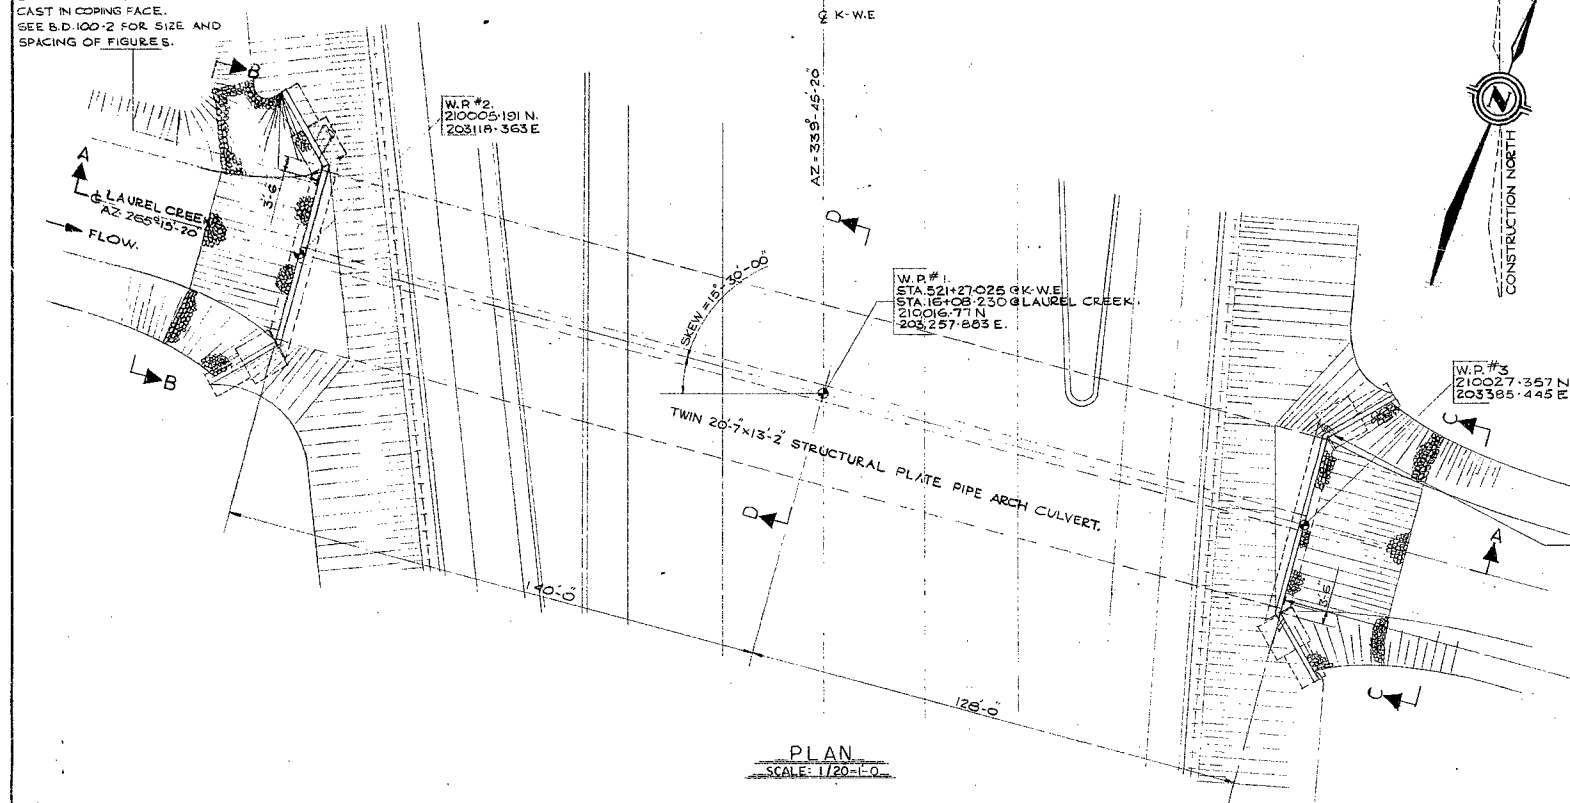 CAST IN COPING FACE.
SEE B.D.100-2 FOR SIZE AND
SPACING OF FIGURES.
℄ K-W.E
AZ = 339°-45'-20"
B
W.P. #2.
210005.191 N.
203118.363 E
A
℄ LAUREL CREEK
AZ. 265°15'-20"
FLOW.
3'-6"
B
SKEW = 15°-30'-00"
D
W.P. #1.
STA. 521+27.025 @ K-W.E
STA. 16+08.230 @ LAUREL CREEK.
210016.77 N
203,257.883 E.
TWIN 20'-7"x13'-2" STRUCTURAL PLATE PIPE ARCH CULVERT.
D
N
CONSTRUCTION NORTH
W.P. #3
210027.357 N
203385.445 E
C
A
3'-6"
C
140'-0"
128'-0"
PLAN
SCALE: 1/20=1'-0